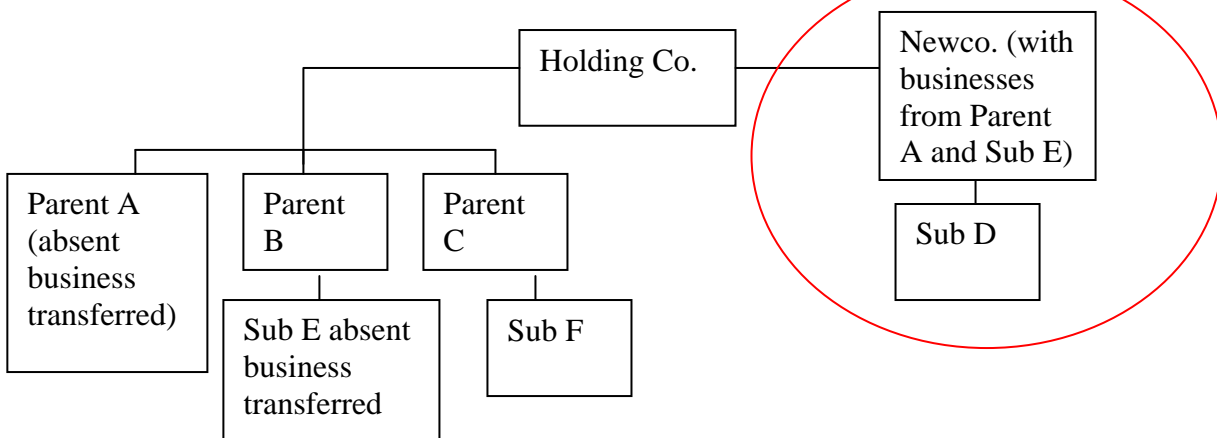 Holding Co.
Newco. (with
businesses
from Parent
A and Sub E)
Parent A
(absent
business
transferred)
Parent
B
Parent
C
Sub D
Sub E absent
business
transferred
Sub F